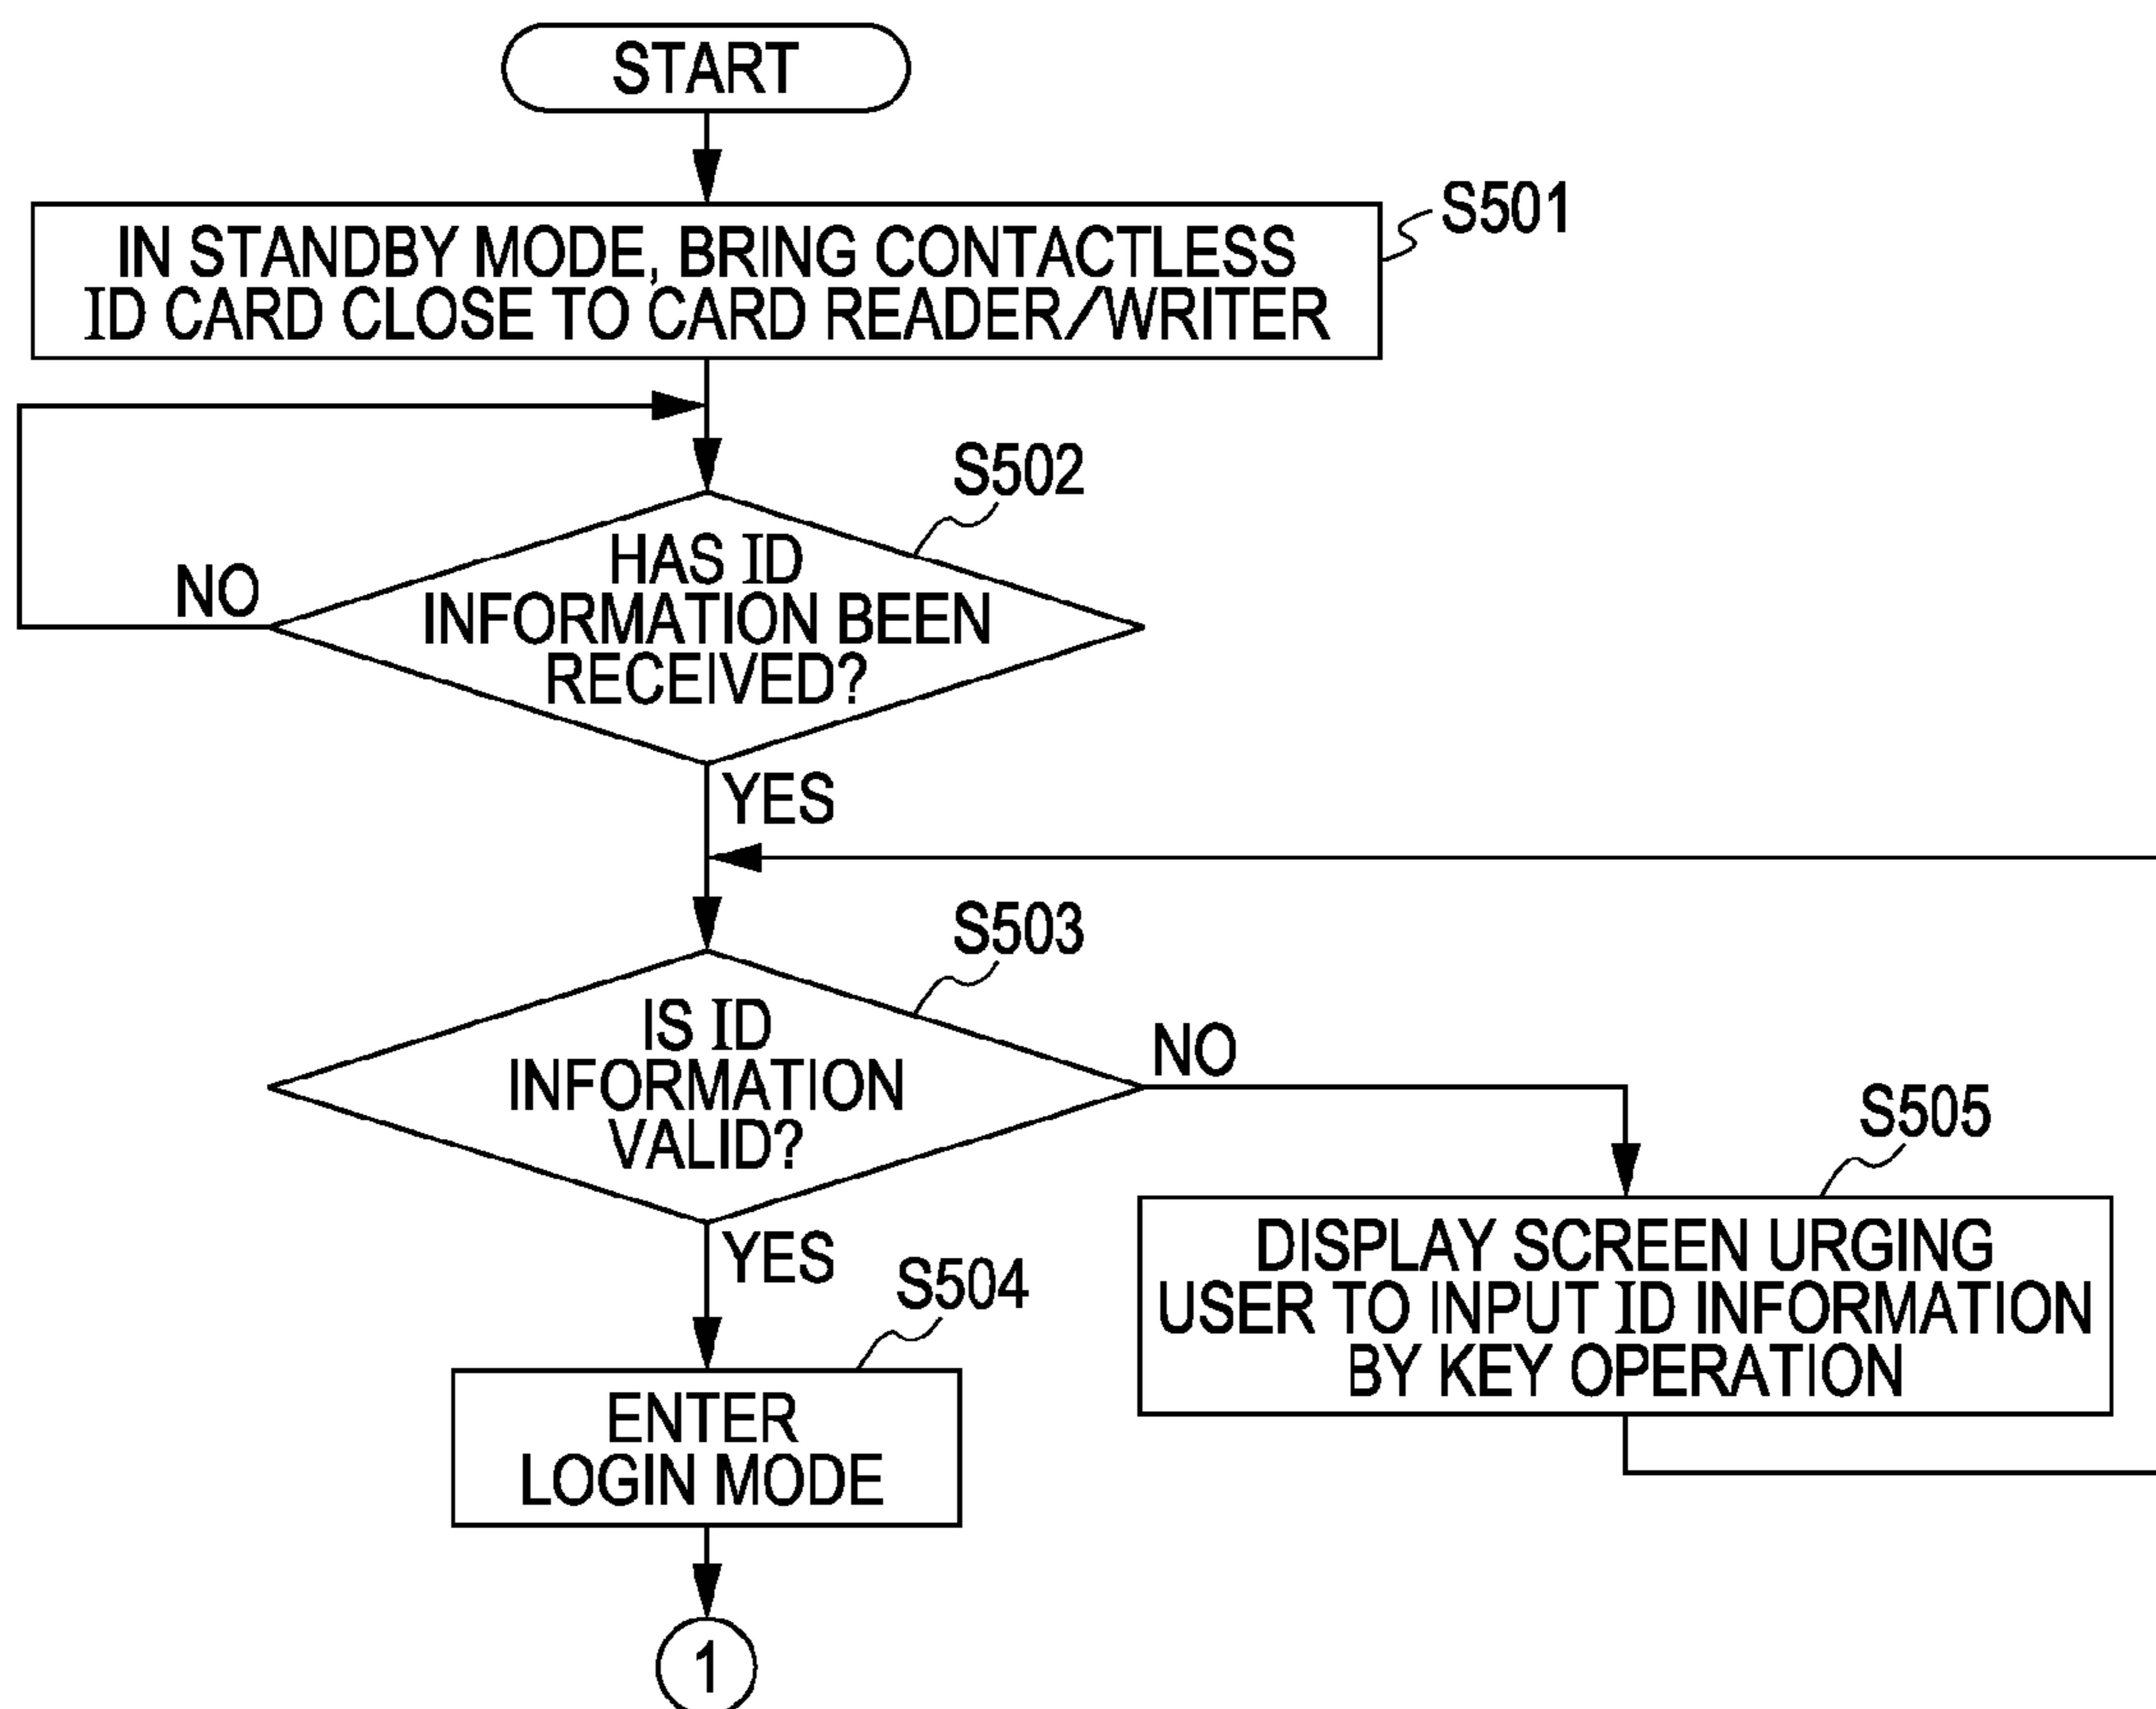 START
S501
IN STANDBY MODE, BRING CONTACTLESS
ID CARD CLOSE TO CARD READER/WRITER
S502
HAS ID
INFORMATION BEEN
RECEIVED?
NO
YES
S503
IS ID
INFORMATION
VALID?
NO
YES
S505
DISPLAY SCREEN URGING
USER TO INPUT ID INFORMATION
BY KEY OPERATION
S504
ENTER
LOGIN MODE
1